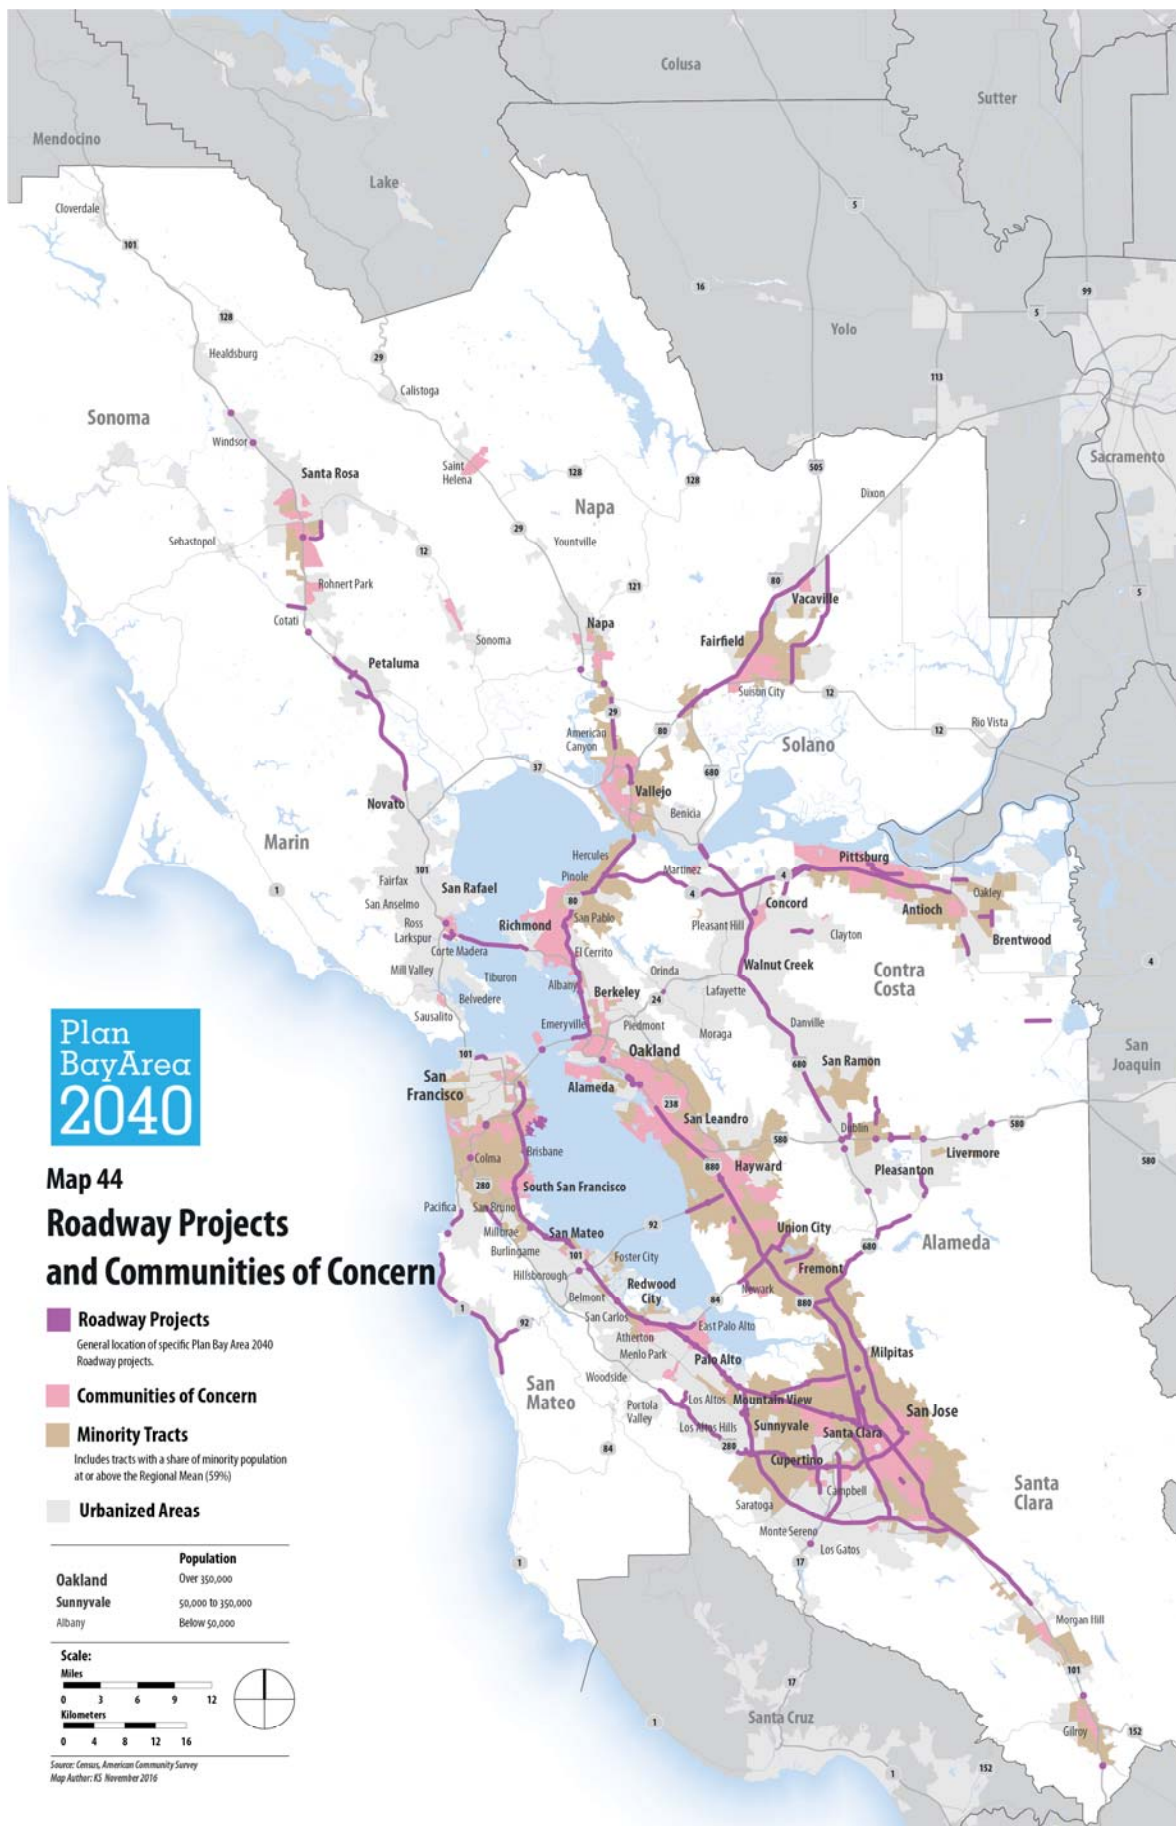 Colusa
Sutter
Mendocino
Lake
Cloverdale
5
101
16
99
5
Yolo
128
Healdsburg
29
113
Calistoga
Sonoma
Windsor
Saint
Helena
Santa Rosa
128
128
505
Sacramento
Dixon
Napa
29
Sebastopol
Yountville
12
80
121
5
Rohnert Park
Vacaville
Cotati
Napa
Sonoma
Fairfield
Petaluma
Suisun City
12
29
80
12
Rio Vista
American
Canyon
Solano
37
680
Vallejo
Novato
Benicia
Marin
Hercules
Pittsburg
101
Pinole
Martinez
4
Fairfax
San Rafael
1
4
Oakley
San Anselmo
80
Concord
Antioch
Ross
Richmond
San Pablo
Pleasant Hill
Clayton
Larkspur
Brentwood
Corte Madera
El Cerrito
Walnut Creek
4
Mill Valley
Tiburon
Orinda
Contra
Costa
Albany
Berkeley
24
Lafayette
Belvedere
Sausalito
Emeryville
Piedmont
Danville
Moraga
Plan
BayArea
2040
101
Oakland
San Ramon
San
Joaquin
680
San
Francisco
Alameda
238
San Leandro
580
Dublin
580
Brisbane
Livermore
Colma
880
Hayward
Pleasanton
580
Map 44
280
South San Francisco
Pacifica
San Bruno
92
Union City
Roadway Projects
and Communities of Concern
Millbrae
San Mateo
680
Alameda
Burlingame
101
Foster City
Fremont
Hillsborough
Redwood
City
Newark
Belmont
84
880
Roadway Projects
General location of specific Plan Bay Area 2040
Roadway projects.
1
92
San Carlos
East Palo Alto
Atherton
Menlo Park
Palo Alto
Milpitas
Woodside
Communities of Concern
San
Mateo
Portola
Valley
Los Altos
Mountain View
San Jose
Minority Tracts
Includes tracts with a share of minority population
at or above the Regional Mean (59%)
Los Altos Hills
Sunnyvale
Santa Clara
84
280
Cupertino
Santa
Clara
Campbell
Urbanized Areas
Saratoga
Monte Sereno
Los Gatos
Population
Oakland Over 350,000
Sunnyvale 50,000 to 350,000
Albany Below 50,000
1
17
Morgan Hill
Scale:
Miles
0 3 6 9 12
Kilometers
0 4 8 12 16
101
17
Santa Cruz
1
Gilroy
152
152
1
Source: Census, American Community Survey
Map Author: KS November 2016